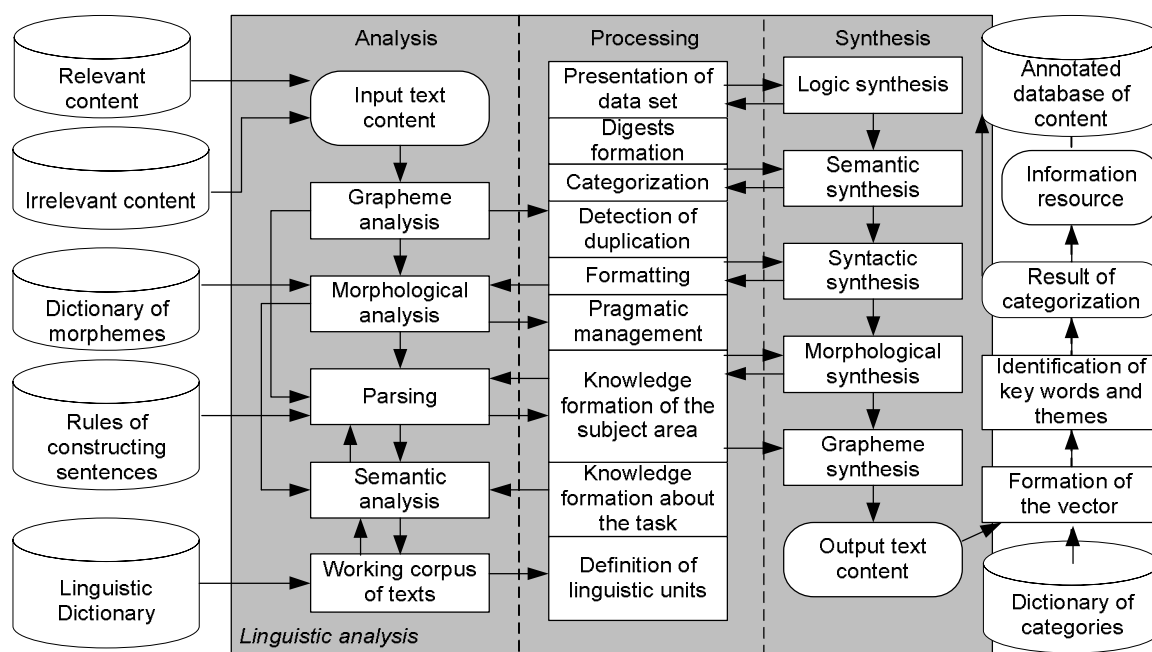 Relevant
content
Irrelevant content
Dictionary of
morphemes
Rules of
constructing
sentences
Linguistic
Dictionary
Analysis
Input text
content
Grapheme
analysis
Morphological
analysis
Parsing
Semantic
analysis
Working corpus
of texts
Linguistic analysis
Processing
Presentation of
data set
Digests
formation
Categorization
Detection of
duplication
Formatting
Pragmatic
management
Knowledge
formation of the
subject area
Knowledge
formation about
the task
Definition of
linguistic units
Synthesis
Logic synthesis
Semantic
synthesis
Syntactic
synthesis
Morphological
synthesis
Grapheme
synthesis
Output text
content
Annotated
database of
content
Information
resource
Result of
categorization
Identification of
key words and
themes
Formation of
the vector
Dictionary of
categories